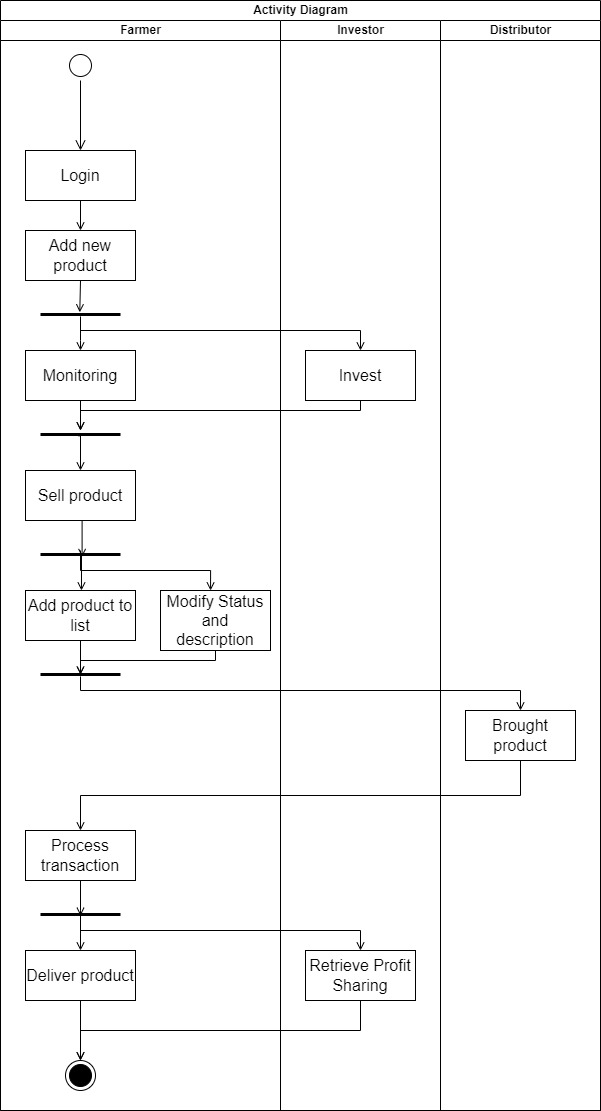 Activity Diagram
Farmer
Investor
Distributor
Login
Add new
product
Monitoring
Invest
Sell product
Add product to
list
Modify Status
and
description
Brought
product
Process
transaction
Deliver product
Retrieve Profit
Sharing